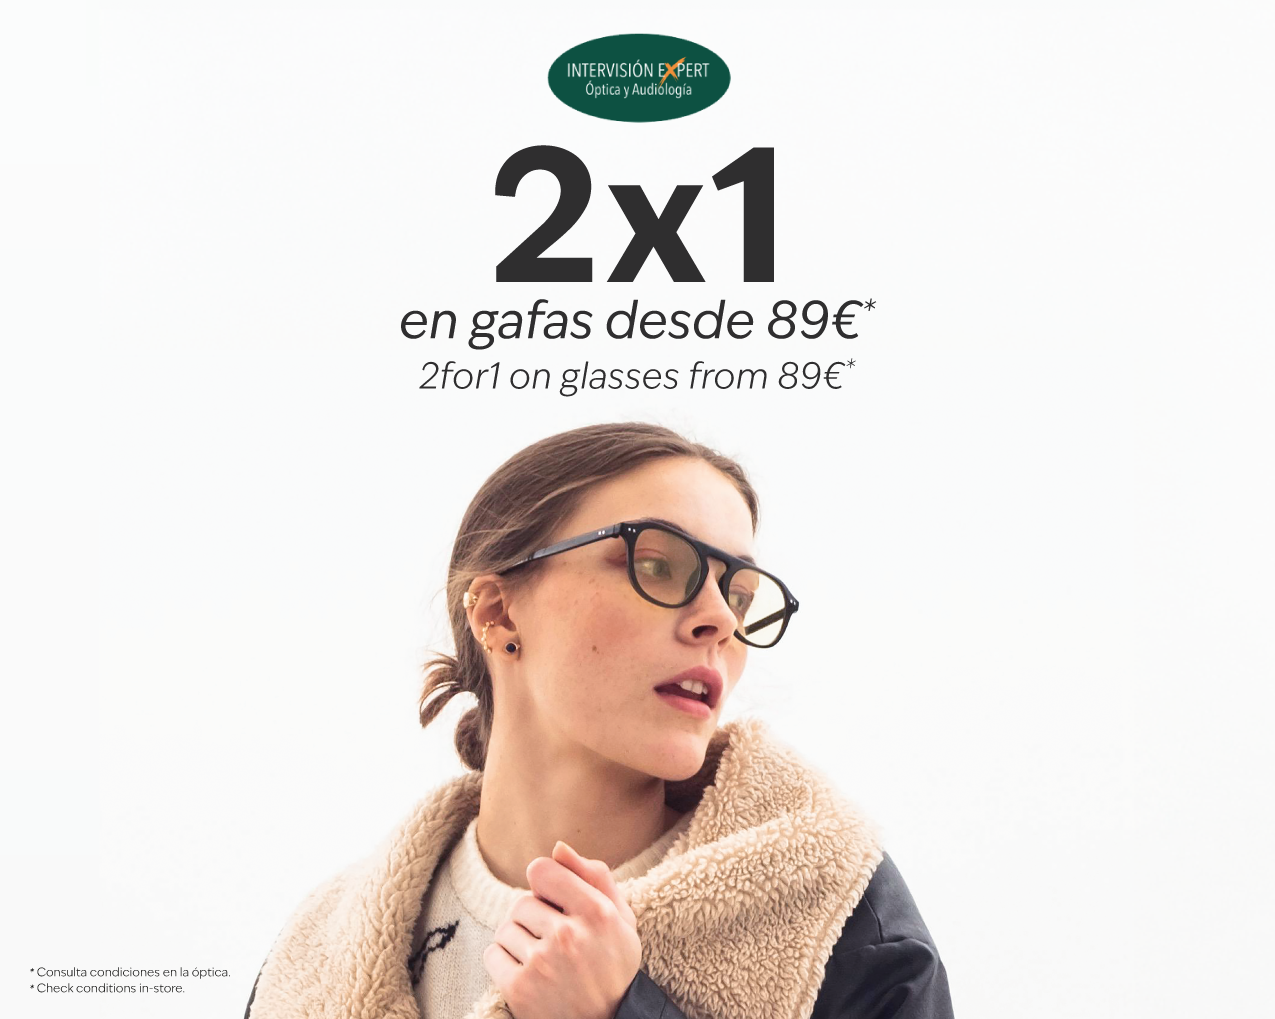 INTERVISIÓN EXPERT
Óptica y Audiología
2x1
en gafas desde 89€*
2for1 on glasses from 89€*
* Consulta condiciones en la óptica.
* Check conditions in-store.